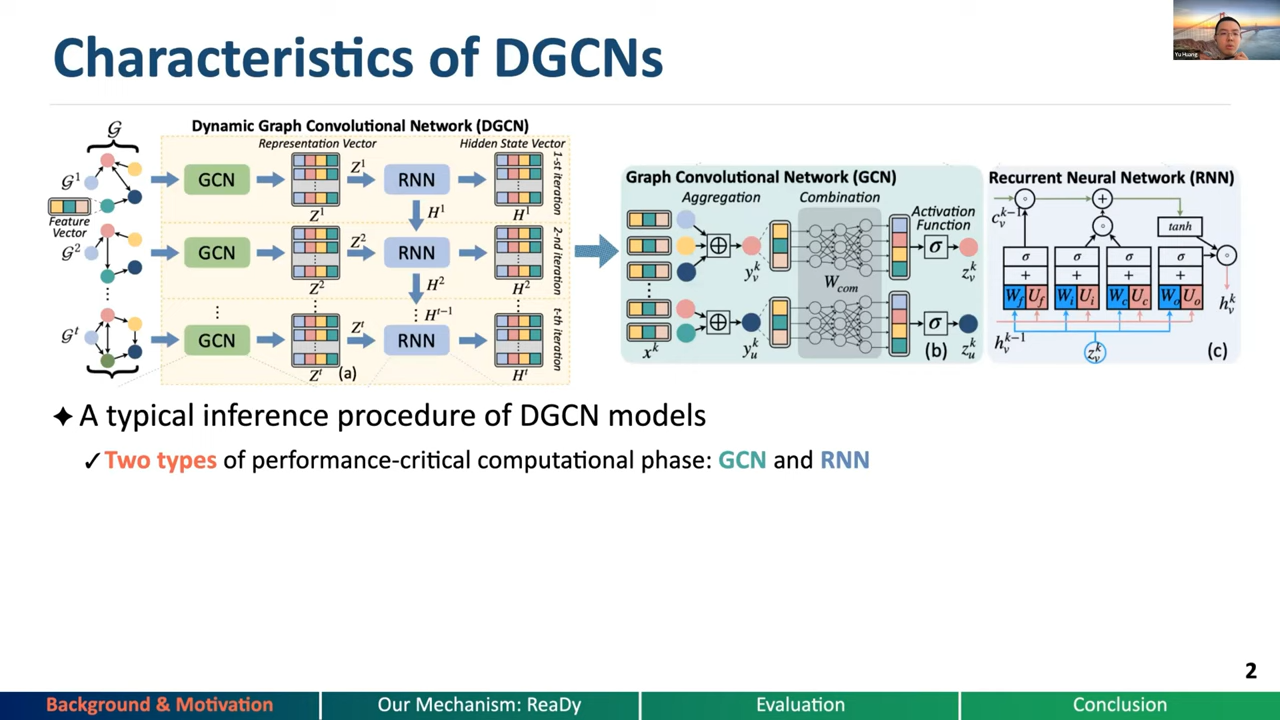 Characteristics of DGCNs
Yu Huang
Dynamic Graph Convolutional Network (DGCN)
𝒢
Representation Vector
Hidden State Vector
𝒢¹
GCN
Z¹
Z¹
RNN
H¹
1-st iteration
Feature
Vector
H¹
𝒢²
GCN
Z²
Z²
RNN
H²
2-nd iteration
H²
Hᵗ⁻¹
𝒢ᵗ
GCN
Zᵗ
Zᵗ
RNN
Hᵗ
t-th iteration
(a)
Graph Convolutional Network (GCN)
Aggregation
Combination
Activation
Function
⊕
y_v^k
W_com
σ
z_v^k
x^k
⊕
y_u^k
σ
z_u^k
(b)
Recurrent Neural Network (RNN)
c_v^{k-1}
+
tanh
σ σ σ σ
+ + + +
W_f U_f W_i U_i W_c U_c W_o U_o
h_v^k
h_v^{k-1}
z_v^k
(c)
✦ A typical inference procedure of DGCN models
✓Two types of performance-critical computational phase: GCN and RNN
2
Background & Motivation
Our Mechanism: ReaDy
Evaluation
Conclusion